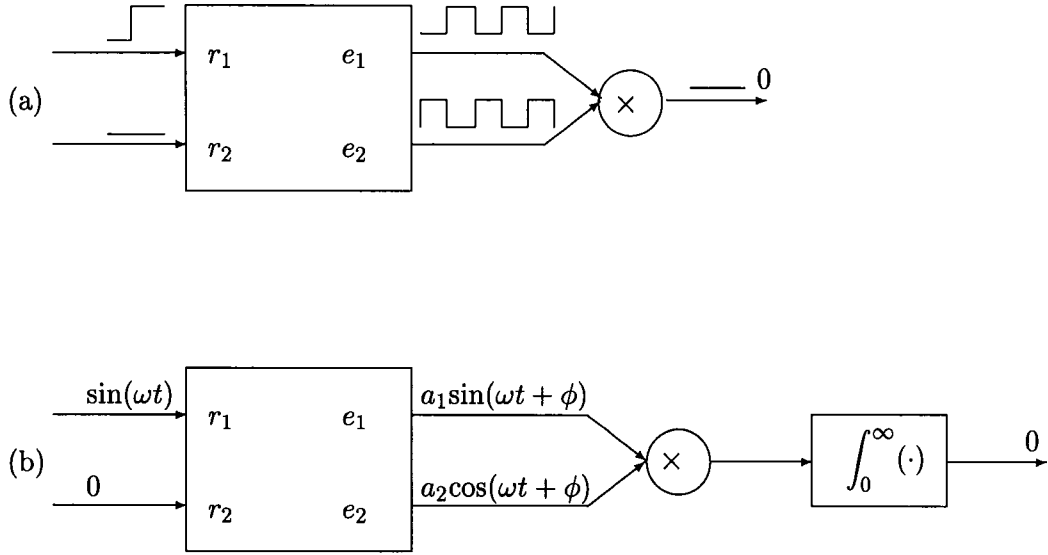 (a)
r₁ e₁
r₂ e₂
×
0
(b)
sin(ωt)
r₁ e₁
a₁sin(ωt + ϕ)
0
r₂ e₂
a₂cos(ωt + ϕ)
×
∫₀^∞(·)
0